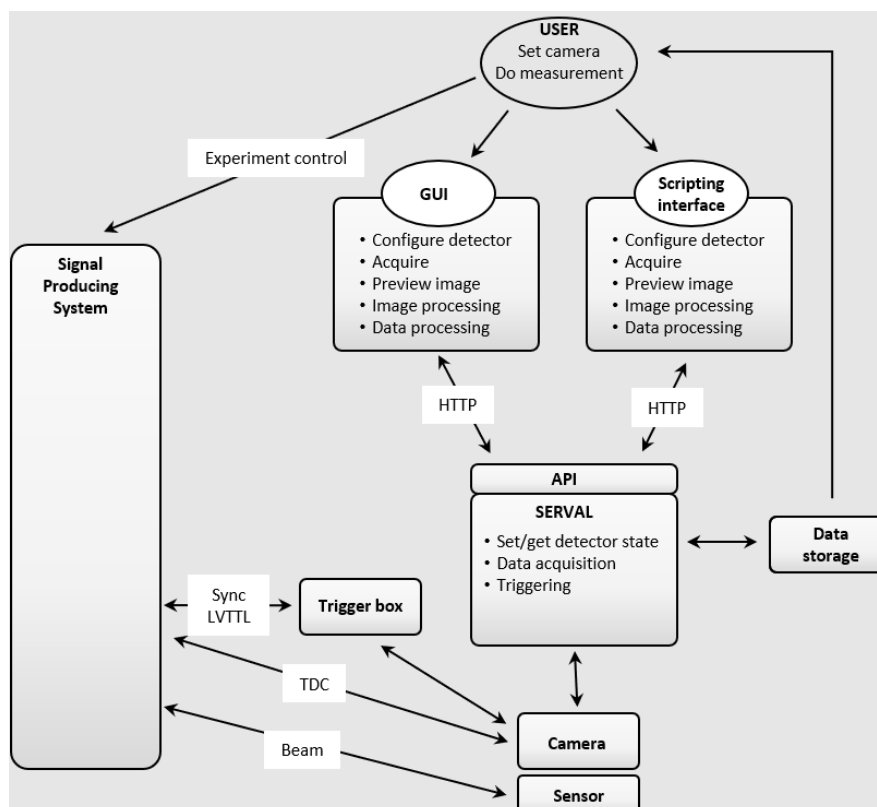 USER
Set camera
Do measurement
Experiment control
GUI
• Configure detector
• Acquire
• Preview image
• Image processing
• Data processing
Scripting
interface
• Configure detector
• Acquire
• Preview image
• Image processing
• Data processing
Signal
Producing
System
HTTP
HTTP
API
SERVAL
• Set/get detector state
• Data acquisition
• Triggering
Data
storage
Sync
LVTTL
Trigger box
TDC
Beam
Camera
Sensor